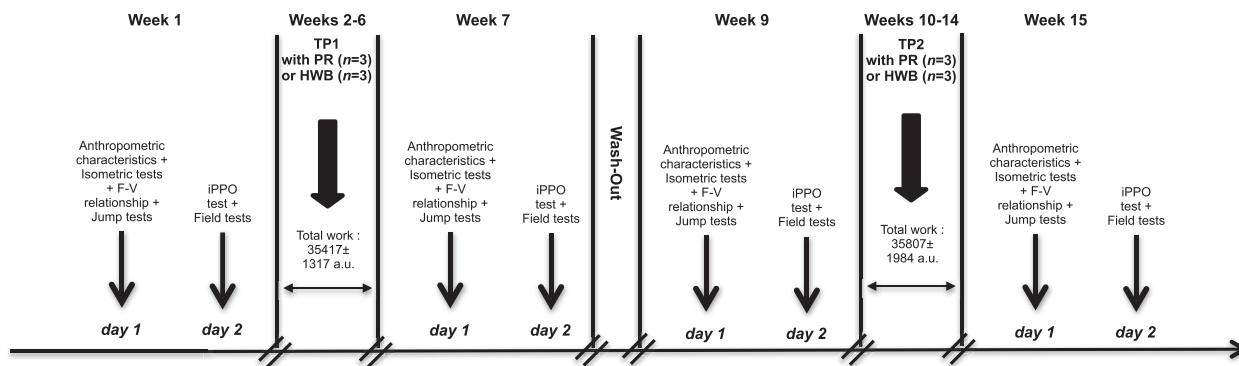 Week 1
Weeks 2-6
Week 7
Week 9
Weeks 10-14
Week 15
TP1
with PR (n=3)
or HWB (n=3)
TP2
with PR (n=3)
or HWB (n=3)
Anthropometric
characteristics +
Isometric tests
+ F-V
relationship +
Jump tests
iPPO
test +
Field tests
Total work :
35417±
1317 a.u.
Anthropometric
characteristics +
Isometric tests
+ F-V
relationship +
Jump tests
iPPO
test +
Field tests
Wash-Out
Anthropometric
characteristics +
Isometric tests
+ F-V
relationship +
Jump tests
iPPO
test +
Field tests
Total work :
35807±
1984 a.u.
Anthropometric
characteristics +
Isometric tests
+ F-V
relationship +
Jump tests
iPPO
test +
Field tests
day 1
day 2
day 1
day 2
day 1
day 2
day 1
day 2